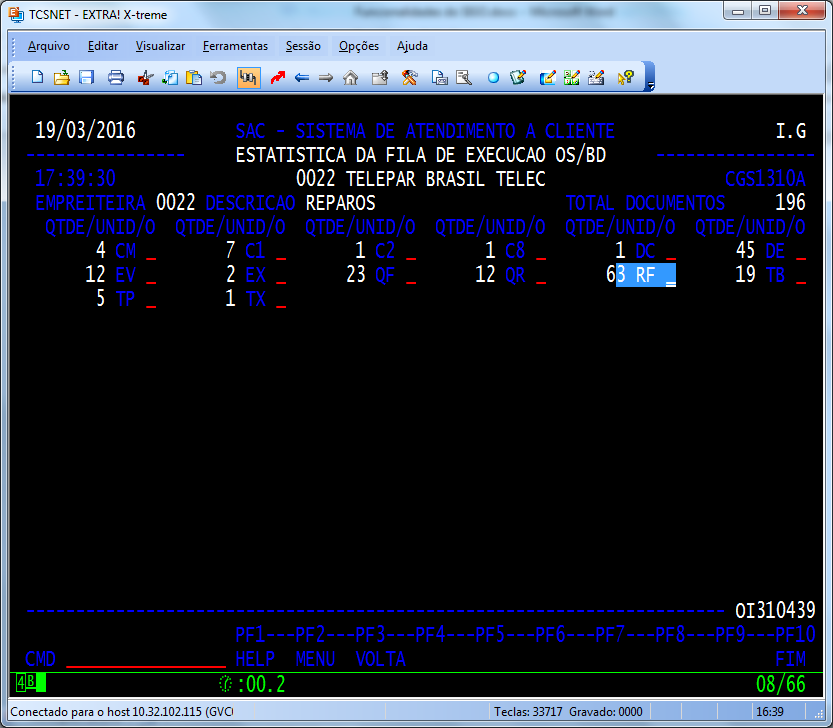 TCSNET - EXTRA! X-treme
Arquivo Editar Visualizar Ferramentas Sessão Opções Ajuda
19/03/2016 SAC - SISTEMA DE ATENDIMENTO A CLIENTE I.G
---------------- ESTATISTICA DA FILA DE EXECUCAO OS/BD ----------------
17:39:30 0022 TELEPAR BRASIL TELEC CGS1310A
EMPREITEIRA 0022 DESCRICAO REPAROS TOTAL DOCUMENTOS 196
QTDE/UNID/O QTDE/UNID/O QTDE/UNID/O QTDE/UNID/O QTDE/UNID/O QTDE/UNID/O
4 CM _ 7 C1 _ 1 C2 _ 1 C8 _ 1 DC _ 45 DE _
12 EV _ 2 EX _ 23 QF _ 12 QR _ 63 RF _ 19 TB _
5 TP _ 1 TX _
---------------------------------------------------------------------- OI310439
PF1---PF2---PF3---PF4---PF5---PF6---PF7---PF8---PF9---PF10
CMD ________________ HELP MENU VOLTA FIM
4B :00.2 08/66
Conectado para o host 10.32.102.115 (GVC Teclas: 33717 Gravado: 0000 16:39